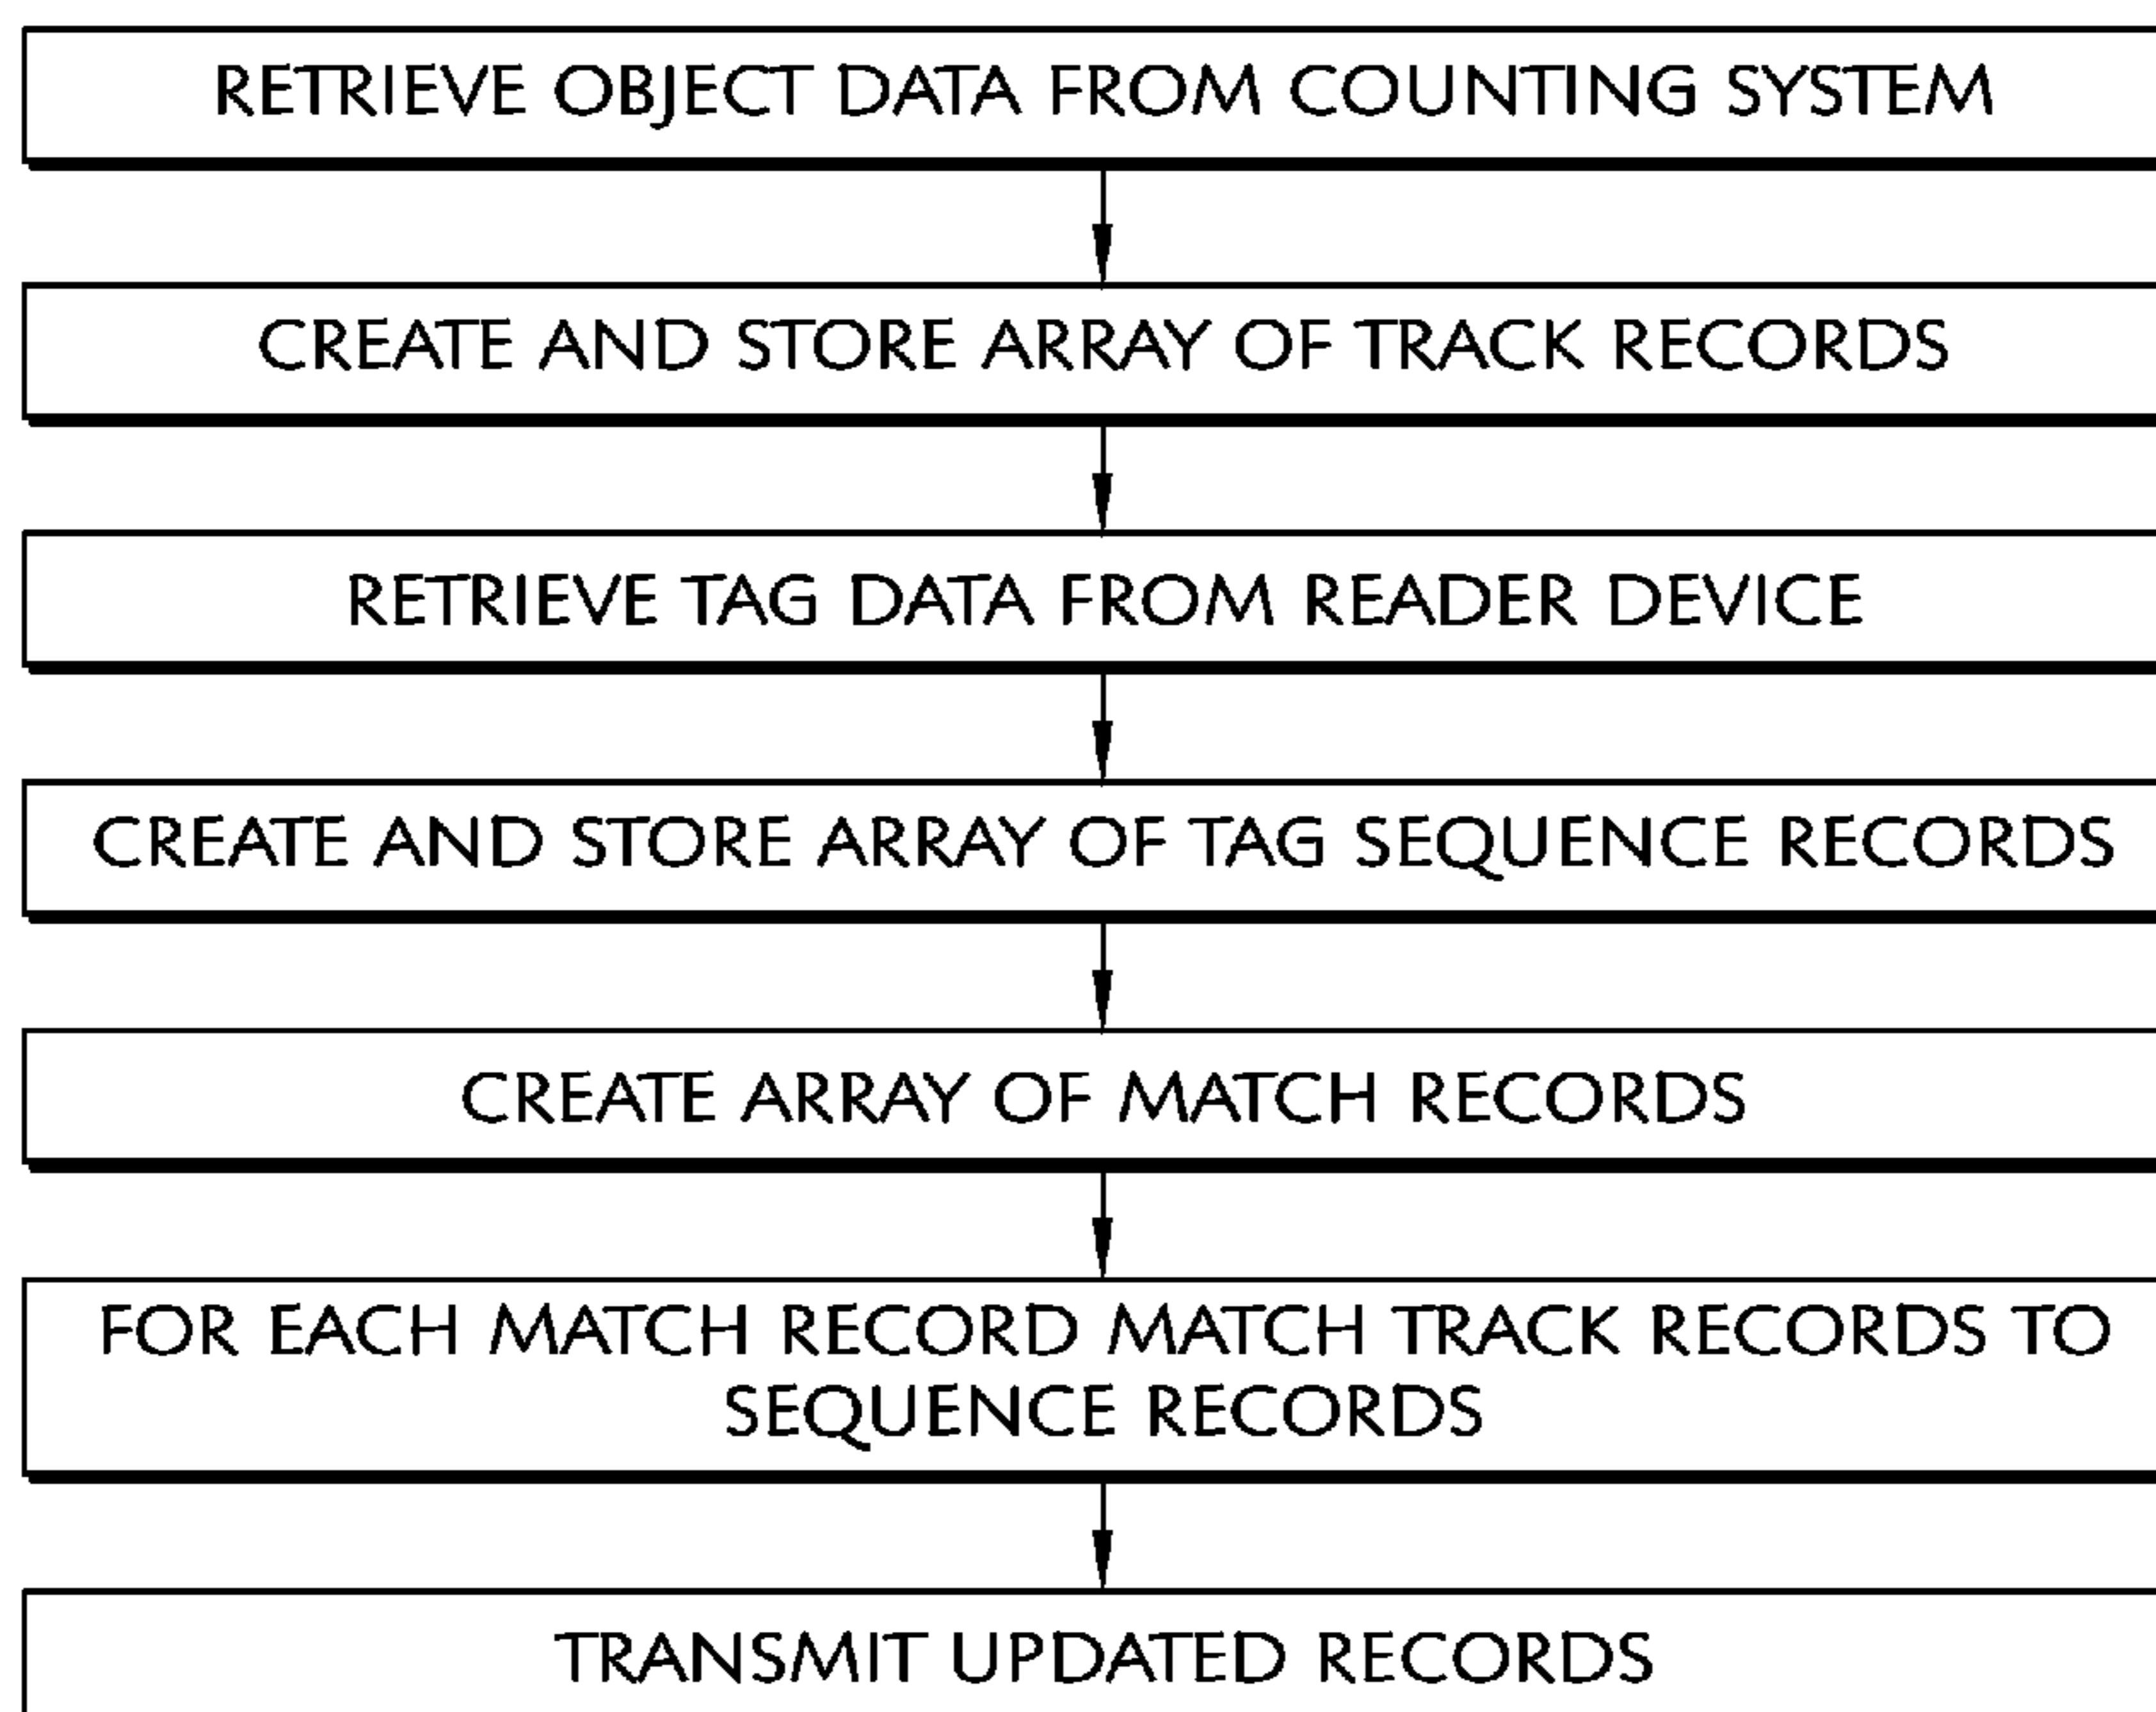 RETRIEVE OBJECT DATA FROM COUNTING SYSTEM
CREATE AND STORE ARRAY OF TRACK RECORDS
RETRIEVE TAG DATA FROM READER DEVICE
CREATE AND STORE ARRAY OF TAG SEQUENCE RECORDS
CREATE ARRAY OF MATCH RECORDS
FOR EACH MATCH RECORD MATCH TRACK RECORDS TO
SEQUENCE RECORDS
TRANSMIT UPDATED RECORDS